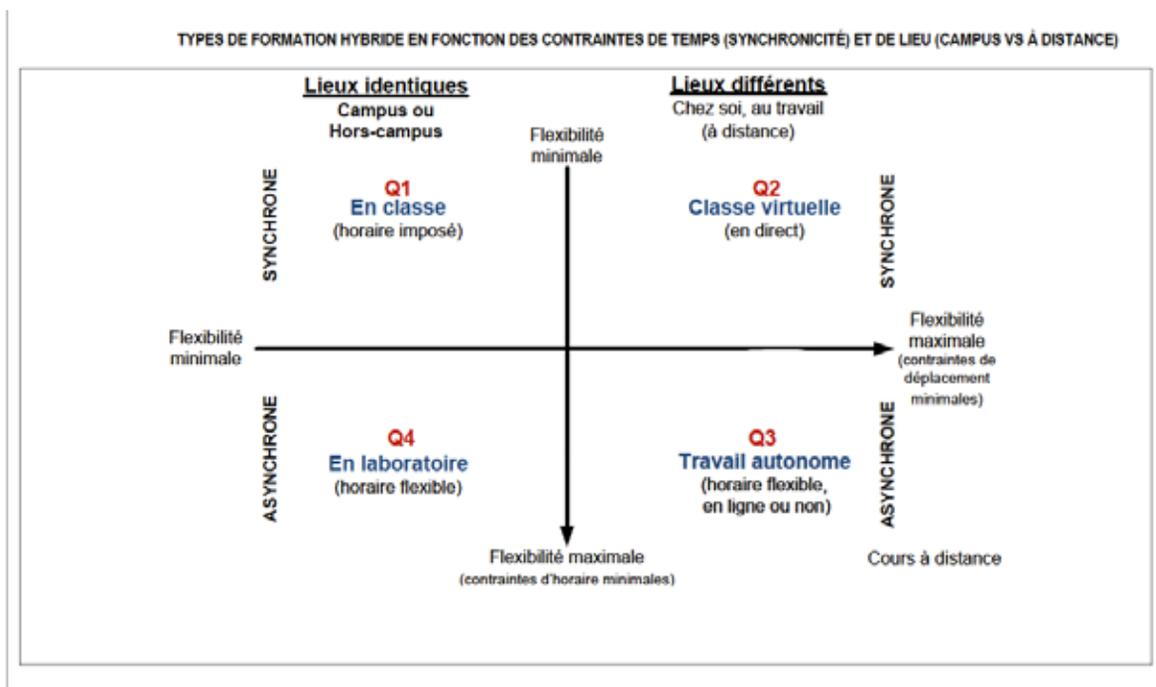 TYPES DE FORMATION HYBRIDE EN FONCTION DES CONTRAINTES DE TEMPS (SYNCHRONICITÉ) ET DE LIEU (CAMPUS VS À DISTANCE)
Lieux identiques
Campus ou
Hors-campus
Lieux différents
Chez soi, au travail
(à distance)
Flexibilité
minimale
SYNCHRONE
Q1
En classe
(horaire imposé)
Q2
Classe virtuelle
(en direct)
SYNCHRONE
Flexibilité
minimale
Flexibilité
maximale
(contraintes de
déplacement
minimales)
ASYNCHRONE
Q4
En laboratoire
(horaire flexible)
Q3
Travail autonome
(horaire flexible,
en ligne ou non)
ASYNCHRONE
Flexibilité maximale
(contraintes d'horaire minimales)
Cours à distance